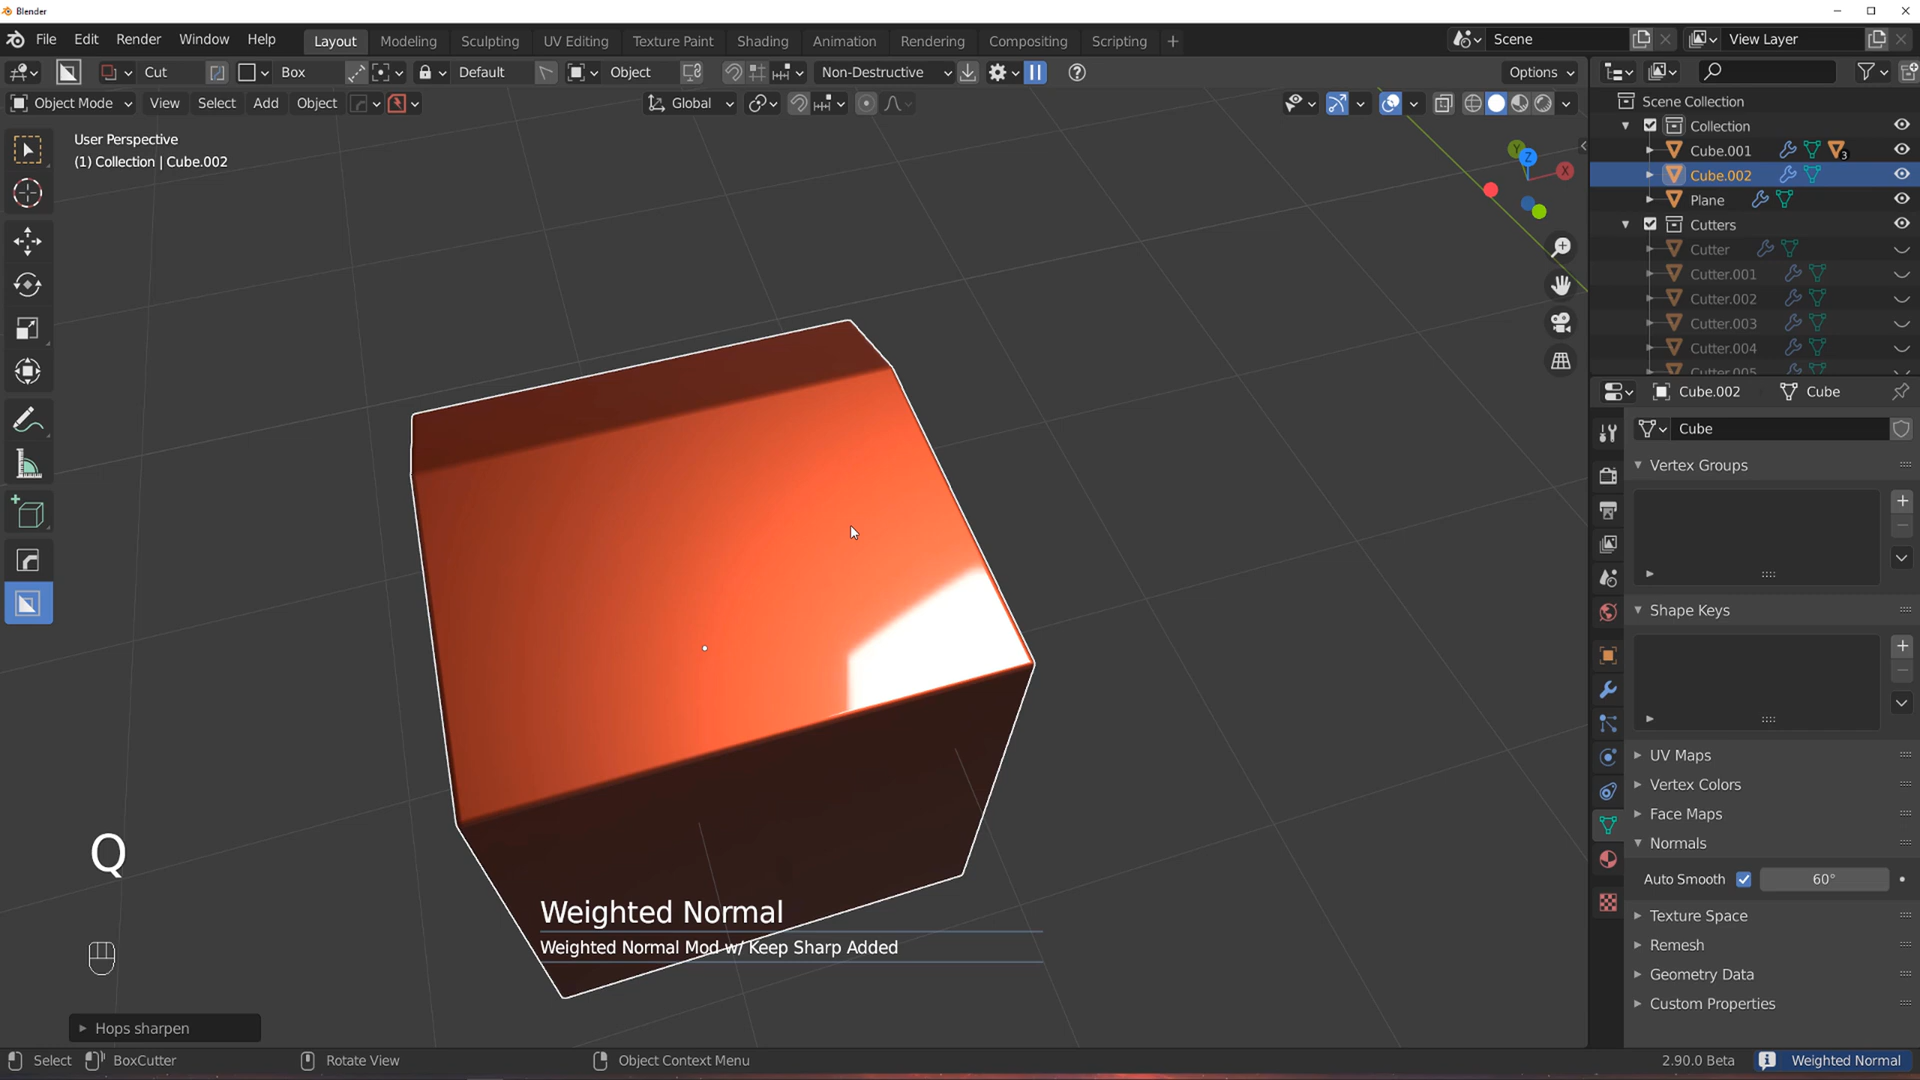 Blender
File Edit Render Window Help Layout Modeling Sculpting UV Editing Texture Paint Shading Animation Rendering Compositing Scripting + Scene View Layer
Cut Box Default Object Non-Destructive Options
Object Mode View Select Add Object Global
User Perspective
(1) Collection | Cube.002
Scene Collection
Collection
Cube.001 3
Cube.002
Plane
Cutters
Cutter
Cutter.001
Cutter.002
Cutter.003
Cutter.004
Cutter.005
Y
Z
X
Cube.002 Cube
Cube
Vertex Groups
Shape Keys
UV Maps
Vertex Colors
Face Maps
Normals
Auto Smooth 60°
Texture Space
Remesh
Geometry Data
Custom Properties
Q
Weighted Normal
Weighted Normal Mod w/ Keep Sharp Added
Hops sharpen
Select BoxCutter Rotate View Object Context Menu 2.90.0 Beta Weighted Normal